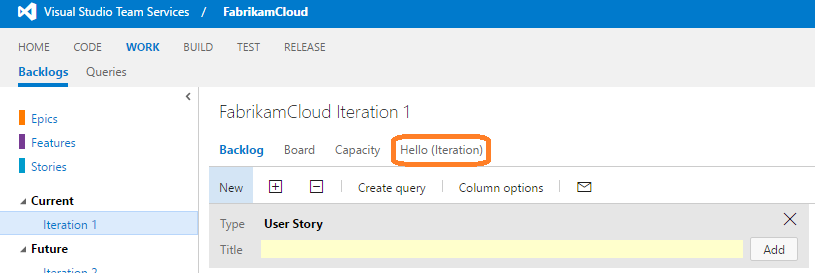 Visual Studio Team Services / FabrikamCloud
HOME CODE WORK BUILD TEST RELEASE
Backlogs Queries
Epics
Features
Stories
Current
Iteration 1
Future
Iteration 2
FabrikamCloud Iteration 1
Backlog Board Capacity Hello (Iteration)
New Create query Column options
Type User Story
Title Add